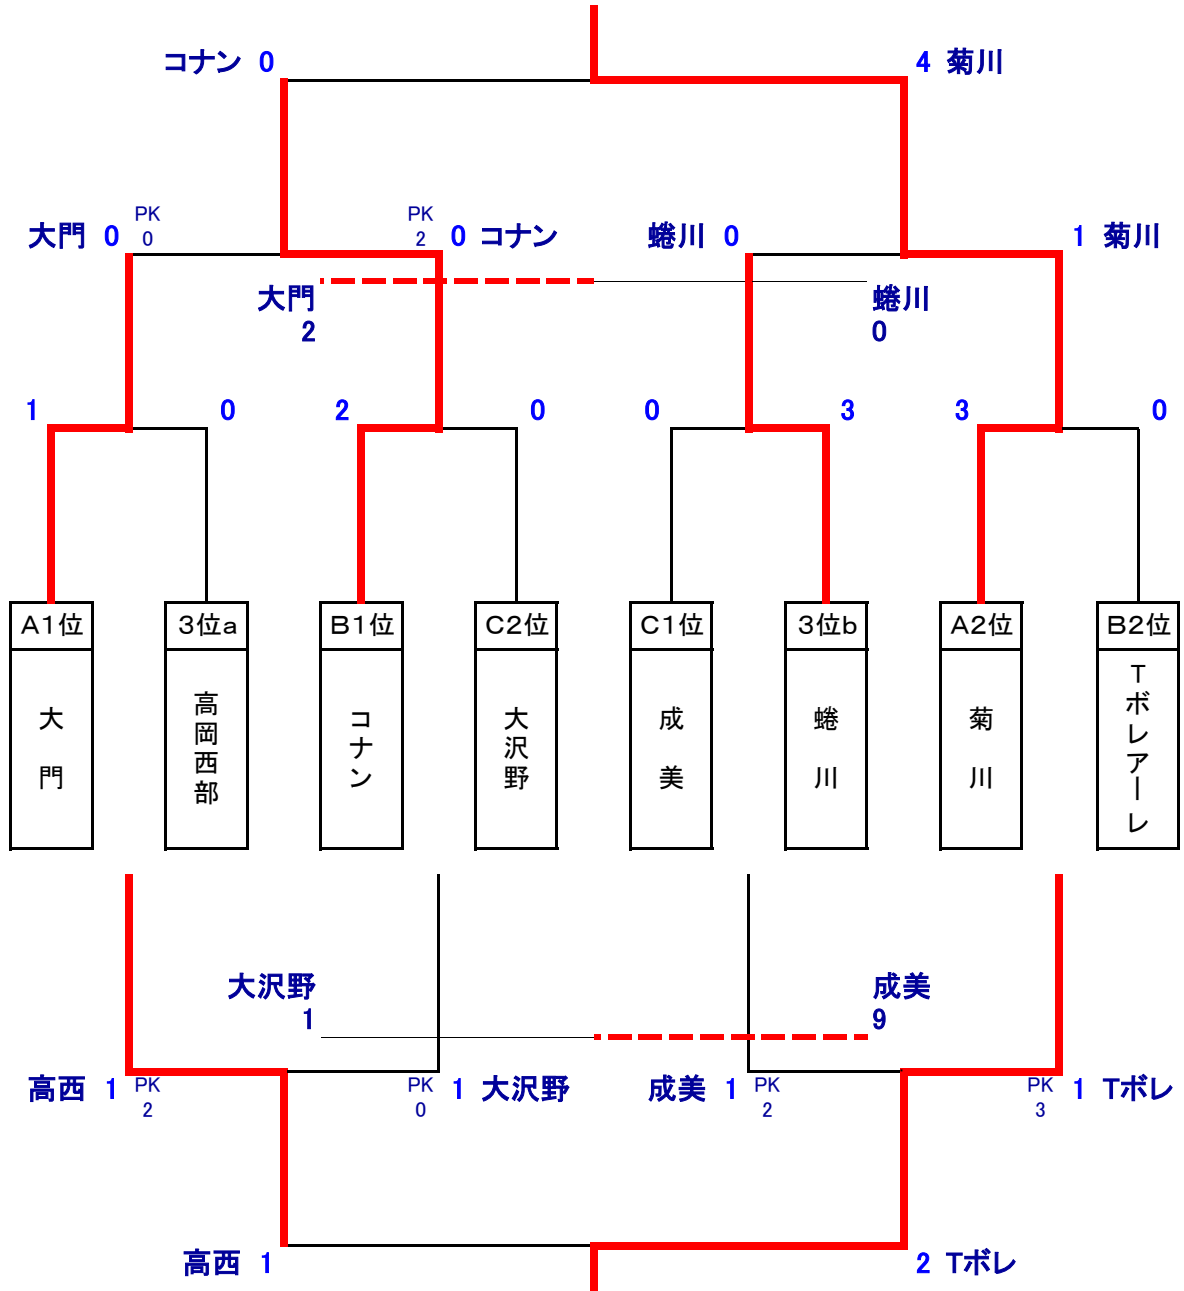 コナン 0 4 菊川
大門 0 PK 0 PK 2 0 コナン 蜷川 0 1 菊川
大門 2 蜷川 0
1 0 2 0 0 3 3 0
A1位 3位a B1位 C2位 C1位 3位b A2位 B2位
大門
高岡西部
コナン
大沢野
成美
蜷川
菊川
Tボレアーレ
大沢野 1 成美 9
高西 1 PK 2 PK 0 1 大沢野 成美 1 PK 2 PK 3 1 Tボレ
高西 1 2 Tボレ